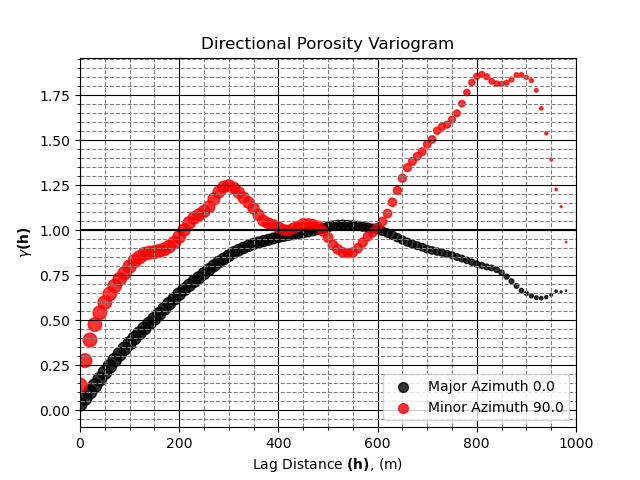 Directional Porosity Variogram
γ(h)
1.75
1.50
1.25
1.00
0.75
0.50
0.25
0.00
Major Azimuth 0.0
Minor Azimuth 90.0
0 200 400 600 800 1000
Lag Distance (h), (m)